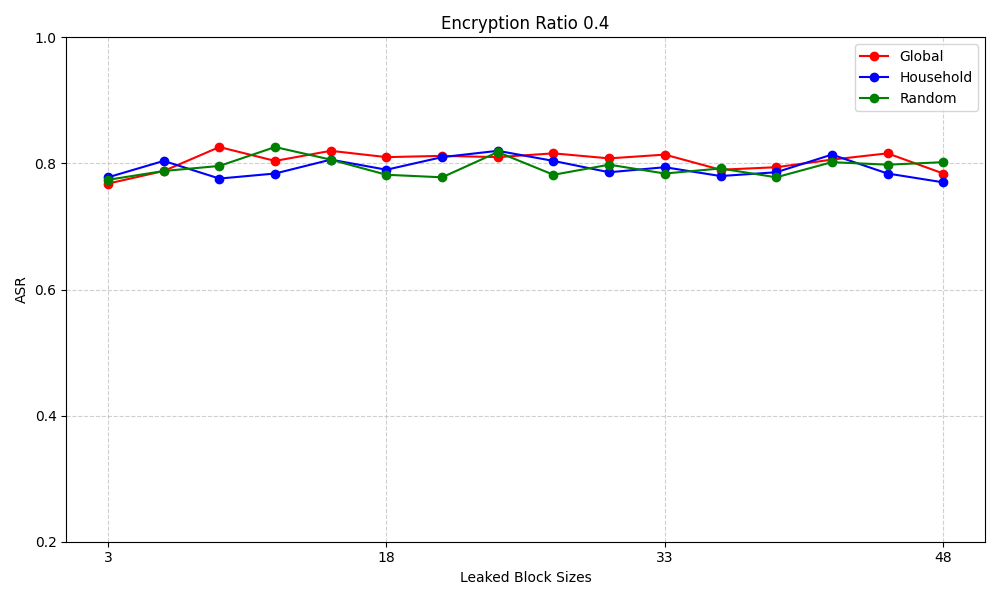 Encryption Ratio 0.4
1.0
0.8
0.6
0.4
0.2
ASR
Global
Household
Random
3 18 33 48
Leaked Block Sizes